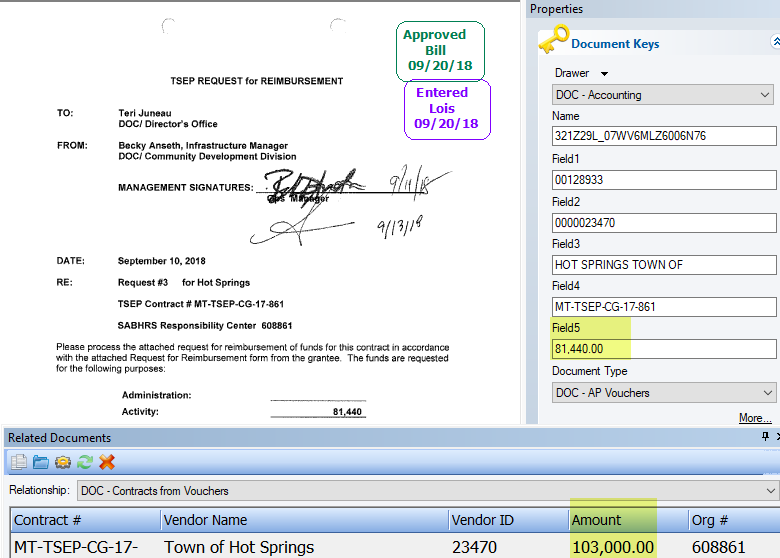 Approved
Bill
09/20/18
Entered
Lois
09/20/18
TSEP REQUEST for REIMBURSEMENT
TO: Teri Juneau
DOC/ Director's Office
FROM: Becky Anseth, Infrastructure Manager
DOC/ Community Development Division
MANAGEMENT SIGNATURES: 9/11/18
Ops Manager
9/13/18
DATE: September 10, 2018
RE: Request #3 for Hot Springs
TSEP Contract # MT-TSEP-CG-17-861
SABHRS Responsibility Center 608861
Please process the attached request for reimbursement of funds for this contract in accordance
with the attached Request for Reimbursement form from the grantee. The funds are requested
for the following purposes:
Administration:
Activity: 81,440
Properties
Document Keys
Drawer
DOC - Accounting
Name
321Z29L_07WV6MLZ6006N76
Field1
00128933
Field2
0000023470
Field3
HOT SPRINGS TOWN OF
Field4
MT-TSEP-CG-17-861
Field5
81,440.00
Document Type
DOC - AP Vouchers
More...
Related Documents
Relationship: DOC - Contracts from Vouchers
Contract # Vendor Name Vendor ID Amount Org #
MT-TSEP-CG-17- Town of Hot Springs 23470 103,000.00 608861